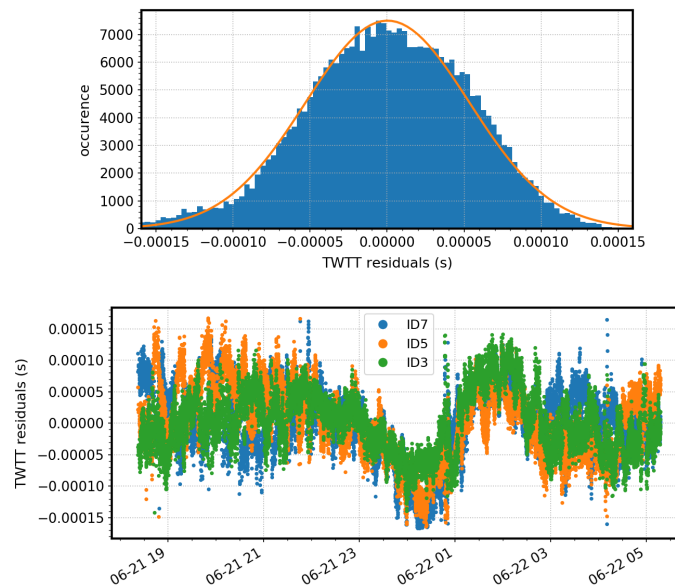 7000
6000
5000
4000
3000
2000
1000
0
occurence
−0.00015 −0.00010 −0.00005 0.00000 0.00005 0.00010 0.00015
TWTT residuals (s)
ID7
ID5
ID3
0.00015
0.00010
0.00005
0.00000
−0.00005
−0.00010
−0.00015
TWTT residuals (s)
06-21 19 06-21 21 06-21 23 06-22 01 06-22 03 06-22 05